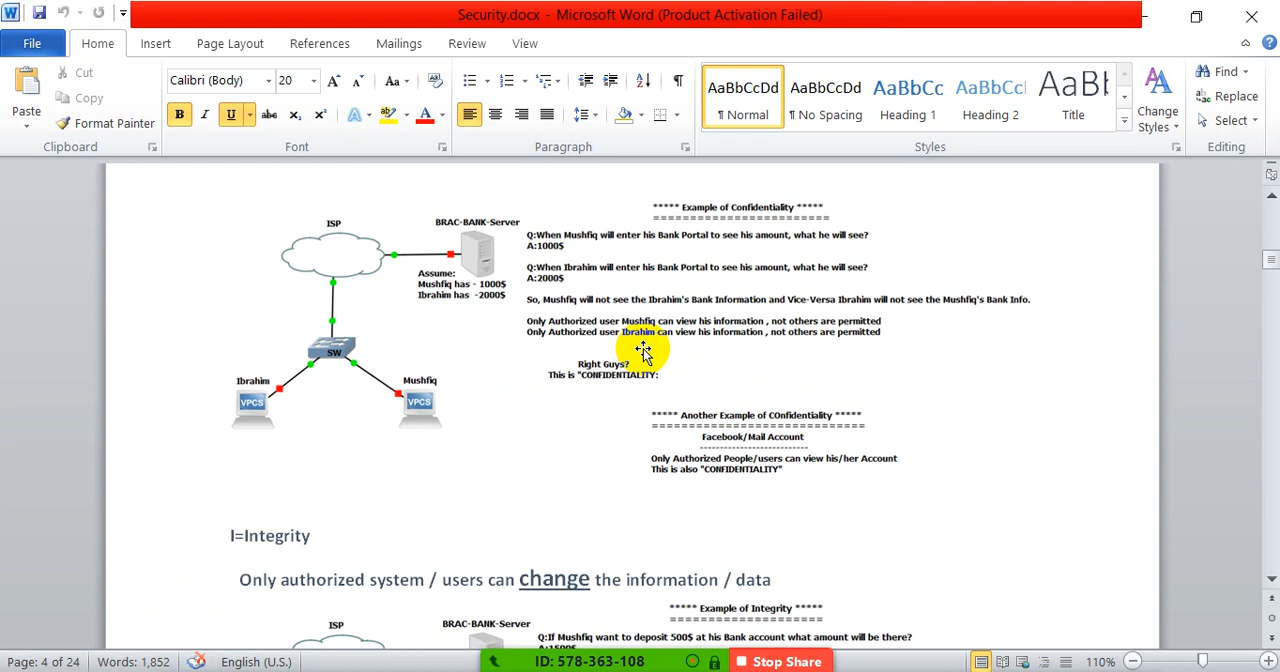 Security.docx - Microsoft Word (Product Activation Failed)
File Home Insert Page Layout References Mailings Review View
Paste
Cut
Copy
Format Painter
Clipboard
Calibri (Body) 20
Font
Paragraph
AaBbCcDd AaBbCcDd AaBbCc AaBbCc AaBb
¶ Normal ¶ No Spacing Heading 1 Heading 2 Title
Change Styles
Styles
Find
Replace
Select
Editing
ISP
BRAC-BANK-Server
Assume:
Mushfiq has - 1000$
Ibrahim has -2000$
SW
Ibrahim
Mushfiq
VPCS
VPCS
***** Example of Confidentiality *****
===========================
Q:When Mushfiq will enter his Bank Portal to see his amount, what he will see?
A:1000$
Q:When Ibrahim will enter his Bank Portal to see his amount, what he will see?
A:2000$
So, Mushfiq will not see the Ibrahim's Bank Information and Vice-Versa Ibrahim will not see the Mushfiq's Bank Info.
Only Authorized user Mushfiq can view his information , not others are permitted
Only Authorized user Ibrahim can view his information , not others are permitted
Right Guys?
This is "CONFIDENTIALITY:
***** Another Example of COnfidentiality *****
============================
Facebook/Mail Account
--------------------------
Only Authorized People/users can view his/her Account
This is also "CONFIDENTIALITY"
I=Integrity
Only authorized system / users can change the information / data
***** Example of Integrity *****
=====================
ISP
BRAC-BANK-Server
Q:If Mushfiq want to deposit 500$ at his Bank account what amount will be there?
A:1500$
Page: 4 of 24 Words: 1,852 English (U.S.) ID: 578-363-108 Stop Share 110%